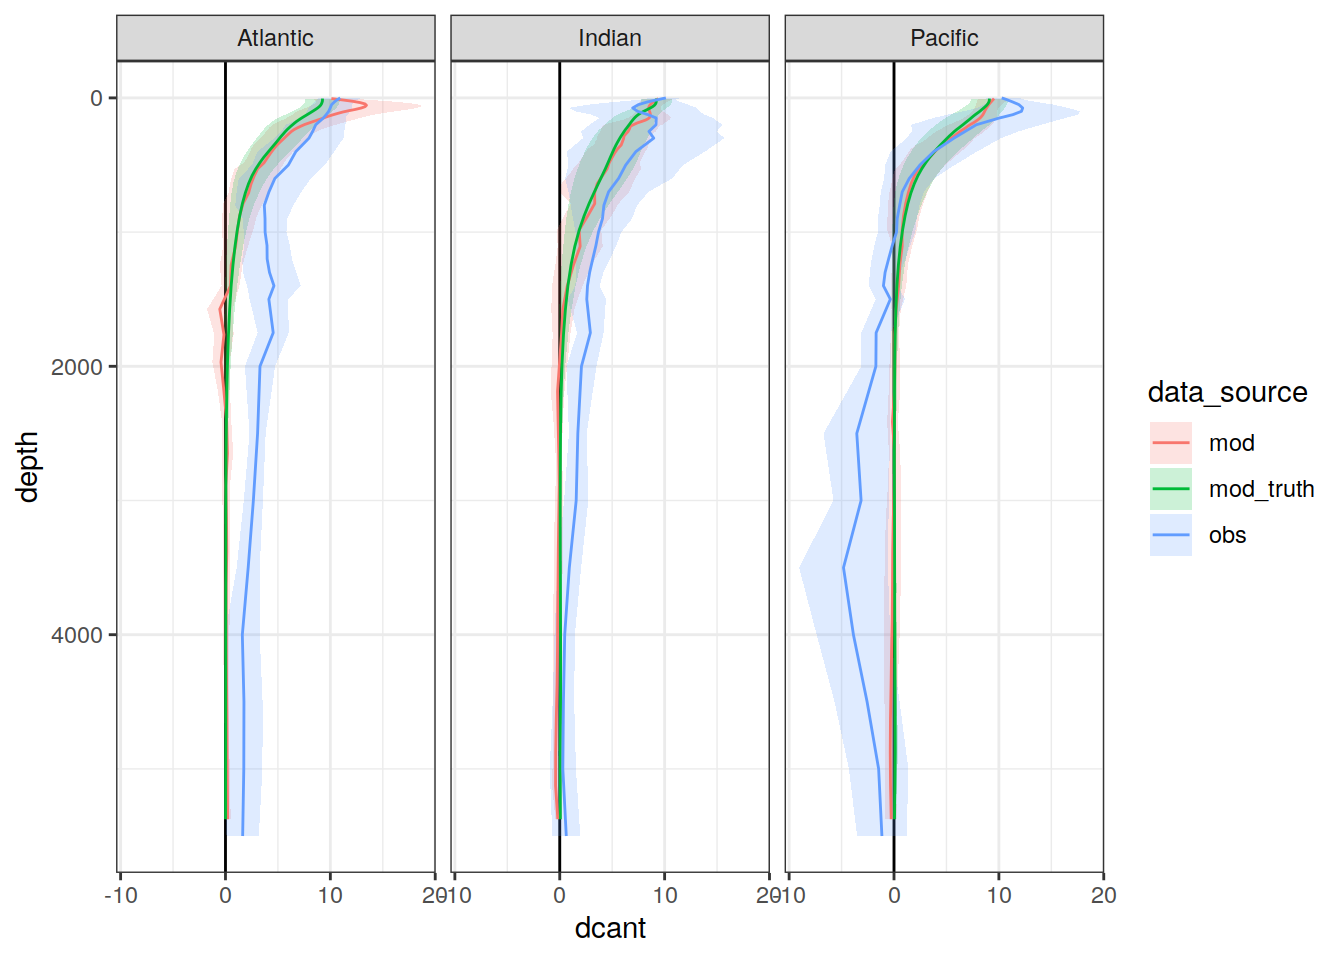 Atlantic
Indian
Pacific
0
2000
4000
depth
-10 0 10 20
-10 0 10 20
-10 0 10 20
dcant
data_source
mod
mod_truth
obs